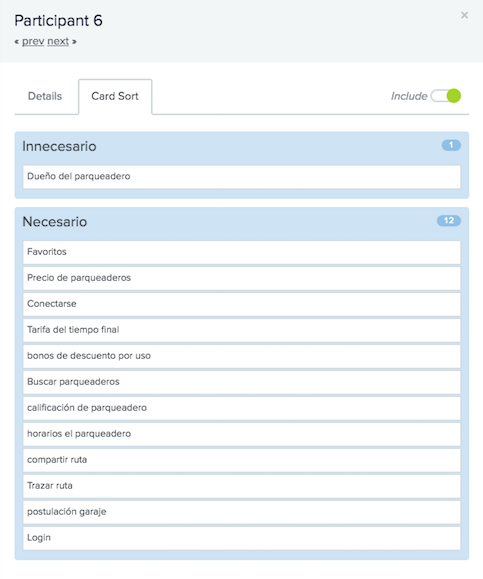 Participant 6
×
« prev next »
Details
Card Sort
Include
Innecesario
1
Dueño del parqueadero
Necesario
12
Favoritos
Precio de parqueaderos
Conectarse
Tarifa del tiempo final
bonos de descuento por uso
Buscar parqueaderos
calificación de parqueadero
horarios el parqueadero
compartir ruta
Trazar ruta
postulación garaje
Login